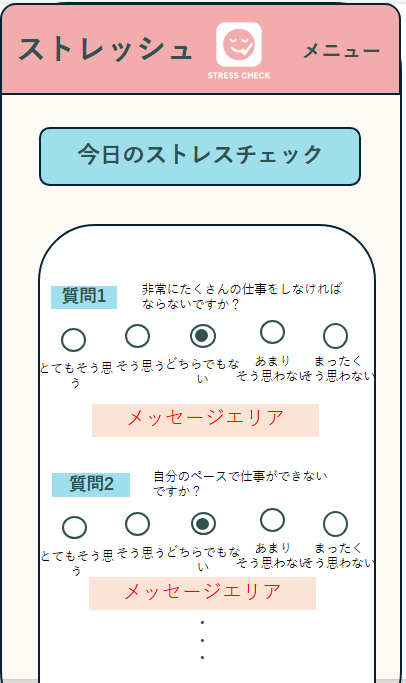 ストレッシュ
STRESS CHECK
メニュー
今日のストレスチェック
質問1
非常にたくさんの仕事をしなければ
ならないですか？
とてもそう思
う
そう思う
どちらでもな
い
あまり
そう思わない
まったく
そう思わない
メッセージエリア
質問2
自分のペースで仕事ができない
ですか？
とてもそう思
う
そう思う
どちらでもな
い
あまり
そう思わない
まったく
そう思わない
メッセージエリア